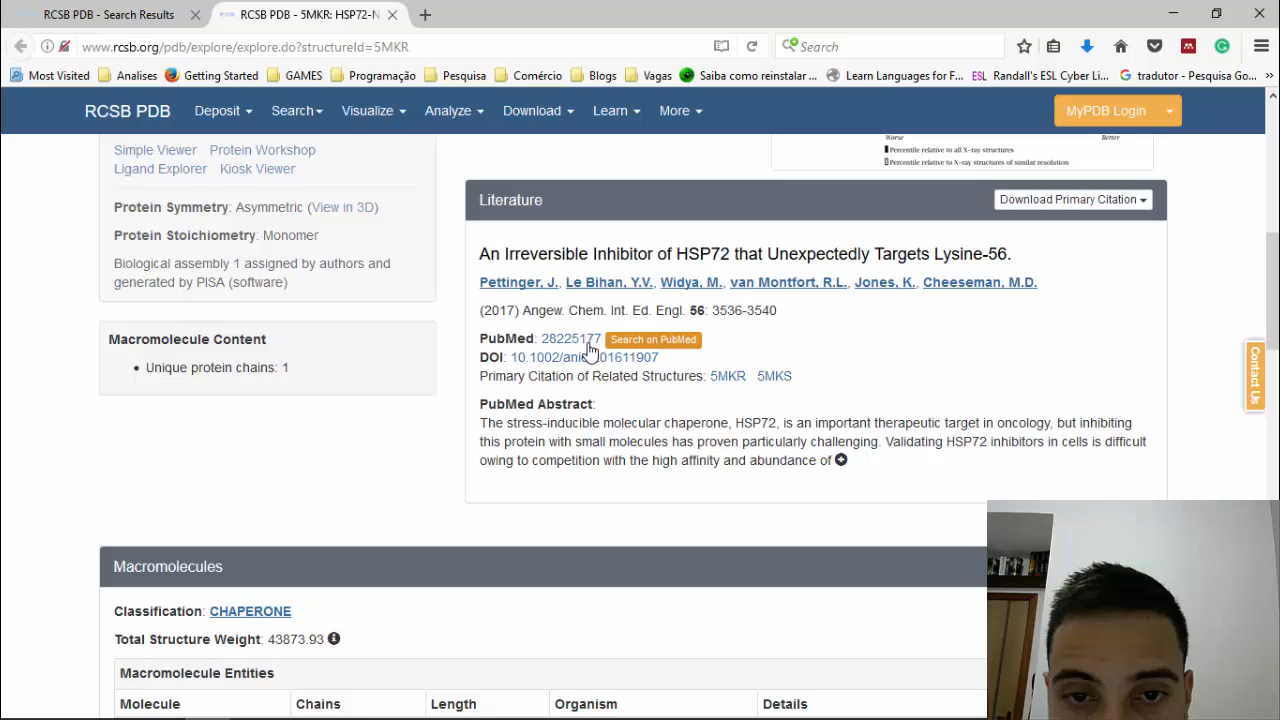 RCSB PDB - Search Results
RCSB PDB - 5MKR: HSP72-N
www.rcsb.org/pdb/explore/explore.do?structureId=5MKR
Search
Most Visited Analises Getting Started GAMES Programação Pesquisa Comércio Blogs Vagas Saiba como reinstalar ... Learn Languages for F... ESL Randall's ESL Cyber Li... tradutor - Pesquisa Go...
RCSB PDB Deposit Search Visualize Analyze Download Learn More MyPDB Login
Worse Better
Percentile relative to all X-ray structures
Percentile relative to X-ray structures of similar resolution
Simple Viewer Protein Workshop
Ligand Explorer Kiosk Viewer
Protein Symmetry: Asymmetric (View in 3D)
Protein Stoichiometry: Monomer
Biological assembly 1 assigned by authors and
generated by PISA (software)
Macromolecule Content
Unique protein chains: 1
Literature
Download Primary Citation
An Irreversible Inhibitor of HSP72 that Unexpectedly Targets Lysine-56.
Pettinger, J., Le Bihan, Y.V., Widya, M., van Montfort, R.L., Jones, K., Cheeseman, M.D.
(2017) Angew. Chem. Int. Ed. Engl. 56: 3536-3540
PubMed: 28225177 Search on PubMed
DOI: 10.1002/anie.201611907
Primary Citation of Related Structures: 5MKR 5MKS
PubMed Abstract:
The stress-inducible molecular chaperone, HSP72, is an important therapeutic target in oncology, but inhibiting
this protein with small molecules has proven particularly challenging. Validating HSP72 inhibitors in cells is difficult
owing to competition with the high affinity and abundance of
Contact Us
Macromolecules
Classification: CHAPERONE
Total Structure Weight: 43873.93
Macromolecule Entities
Molecule Chains Length Organism Details